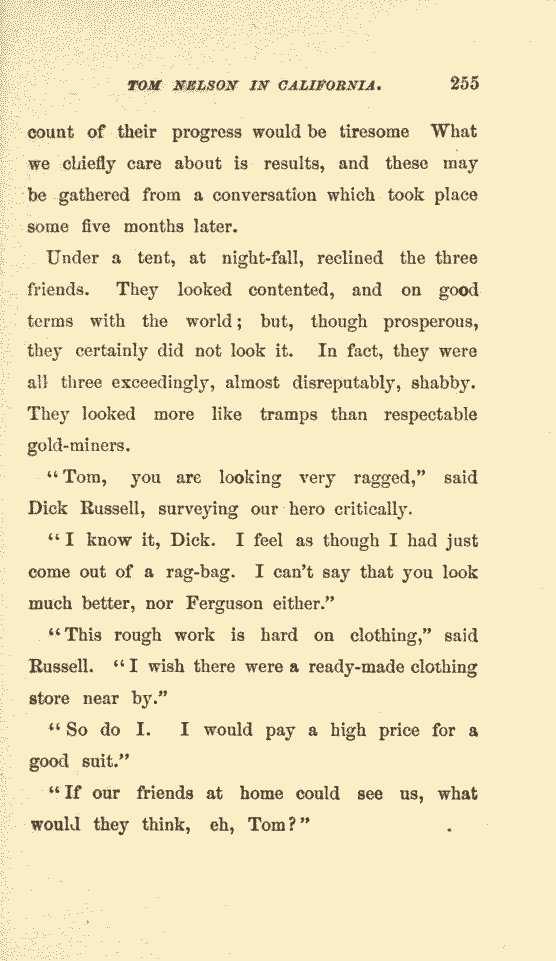 TOM NELSON IN CALIFORNIA. 255
count of their progress would be tiresome What
we chiefly care about is results, and these may
be gathered from a conversation which took place
some five months later.
Under a tent, at night-fall, reclined the three
friends. They looked contented, and on good
terms with the world; but, though prosperous,
they certainly did not look it. In fact, they were
all three exceedingly, almost disreputably, shabby.
They looked more like tramps than respectable
gold-miners.
“Tom, you are looking very ragged,” said
Dick Russell, surveying our hero critically.
“I know it, Dick. I feel as though I had just
come out of a rag-bag. I can’t say that you look
much better, nor Ferguson either.”
“This rough work is hard on clothing,” said
Russell. “I wish there were a ready-made clothing
store near by.”
“So do I. I would pay a high price for a
good suit.”
“If our friends at home could see us, what
would they think, eh, Tom?”